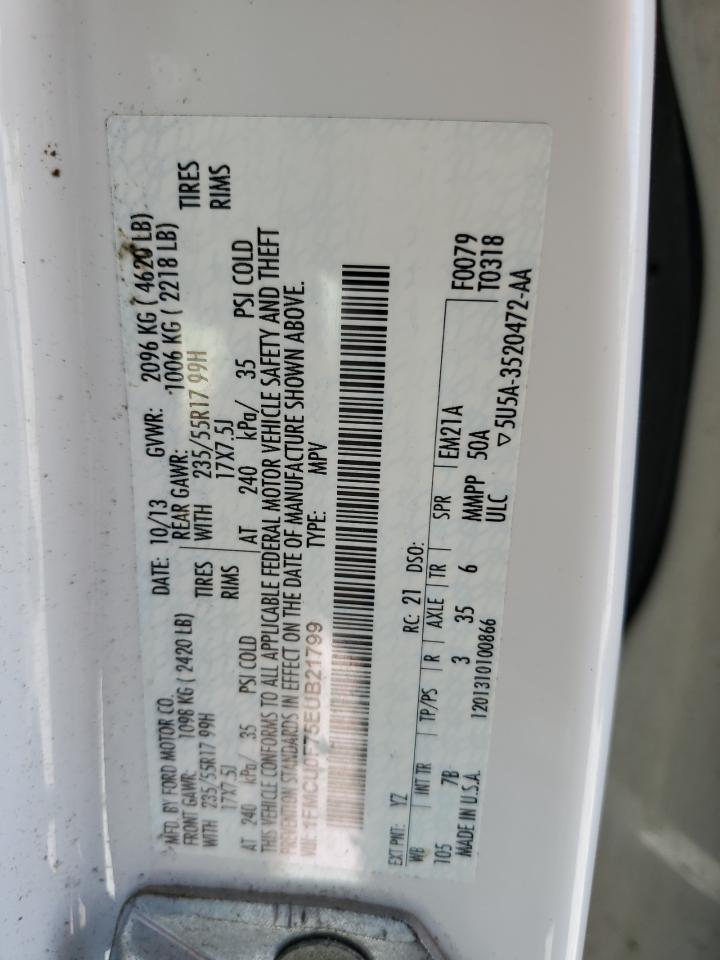 MFD. BY FORD MOTOR CO. DATE: 10/13 GVWR: 2096 KG ( 4620 LB)
FRONT GAWR: 1098 KG ( 2420 LB) REAR GAWR: 1006 KG ( 2218 LB)
WITH 235/55R17 99H TIRES WITH 235/55R17 99H TIRES
17X7.5J RIMS 17X7.5J RIMS
AT 240 kPa/ 35 PSI COLD AT 240 kPa/ 35 PSI COLD
THIS VEHICLE CONFORMS TO ALL APPLICABLE FEDERAL MOTOR VEHICLE SAFETY AND THEFT
PREVENTION STANDARDS IN EFFECT ON THE DATE OF MANUFACTURE SHOWN ABOVE.
VIN: 1FMCU0F75EUB21799 TYPE: MPV
EXT PNT: YZ RC: 21 DSO: F0079
WB INT TR TP/PS R AXLE TR SPR EM21A T0318
105 7B 3 35 6 MMPP 50A
MADE IN U.S.A. 1201310100866 ULC ▽5U5A-3520472-AA